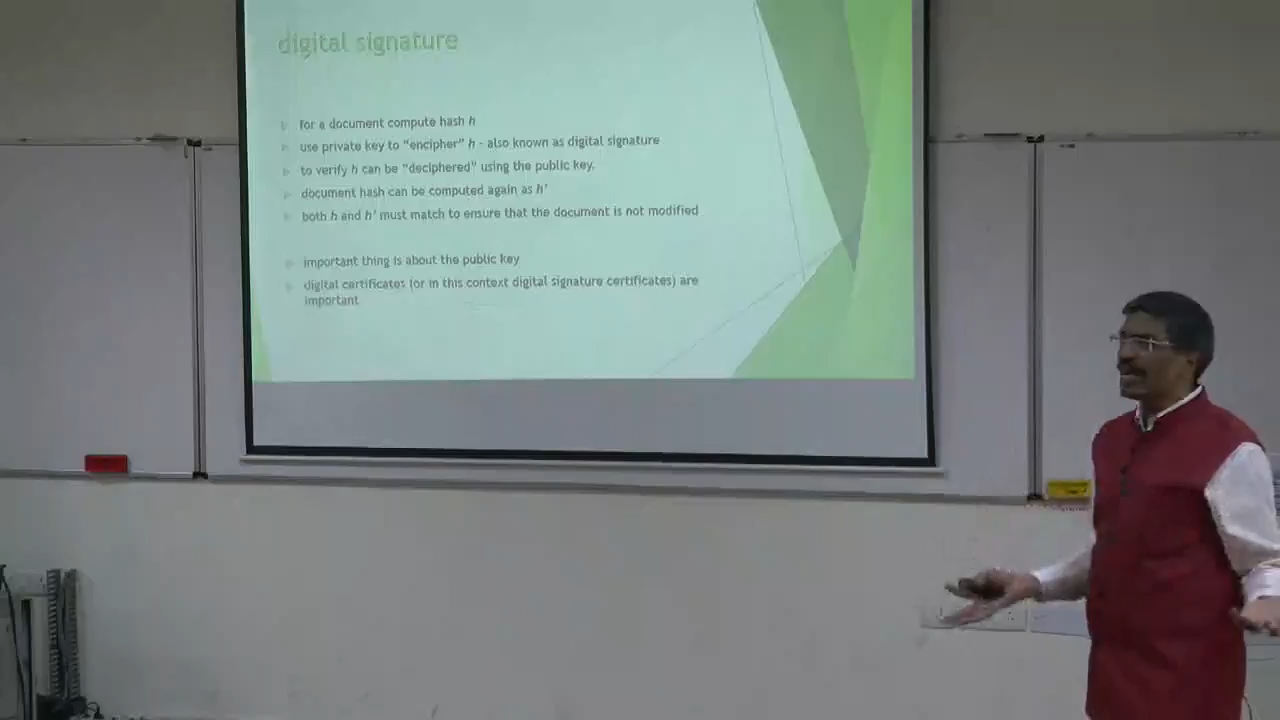 digital signature
for a document compute hash h
use private key to "encipher" h - also known as digital signature
to verify h can be "deciphered" using the public key.
document hash can be computed again as h'
both h and h' must match to ensure that the document is not modified
important thing is about the public key
digital certificates (or in this context digital signature certificates) are
important